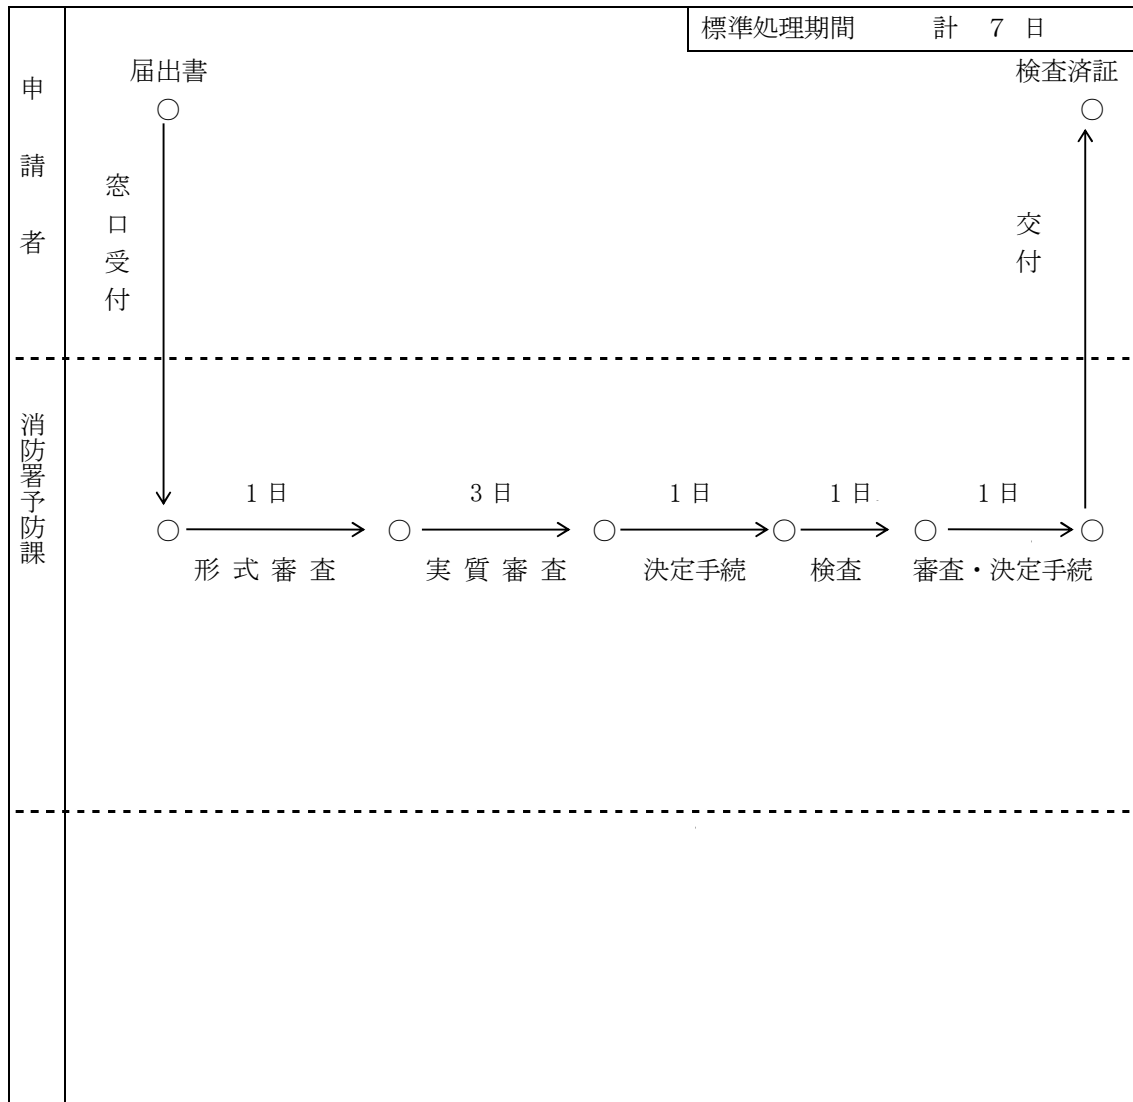 標準処理期間 計 7 日
申請者
届出書
検査済証
窓口受付
交付
消防署予防課
1日
3日
1日
1日
1日
形式審査
実質審査
決定手続
検査
審査・決定手続